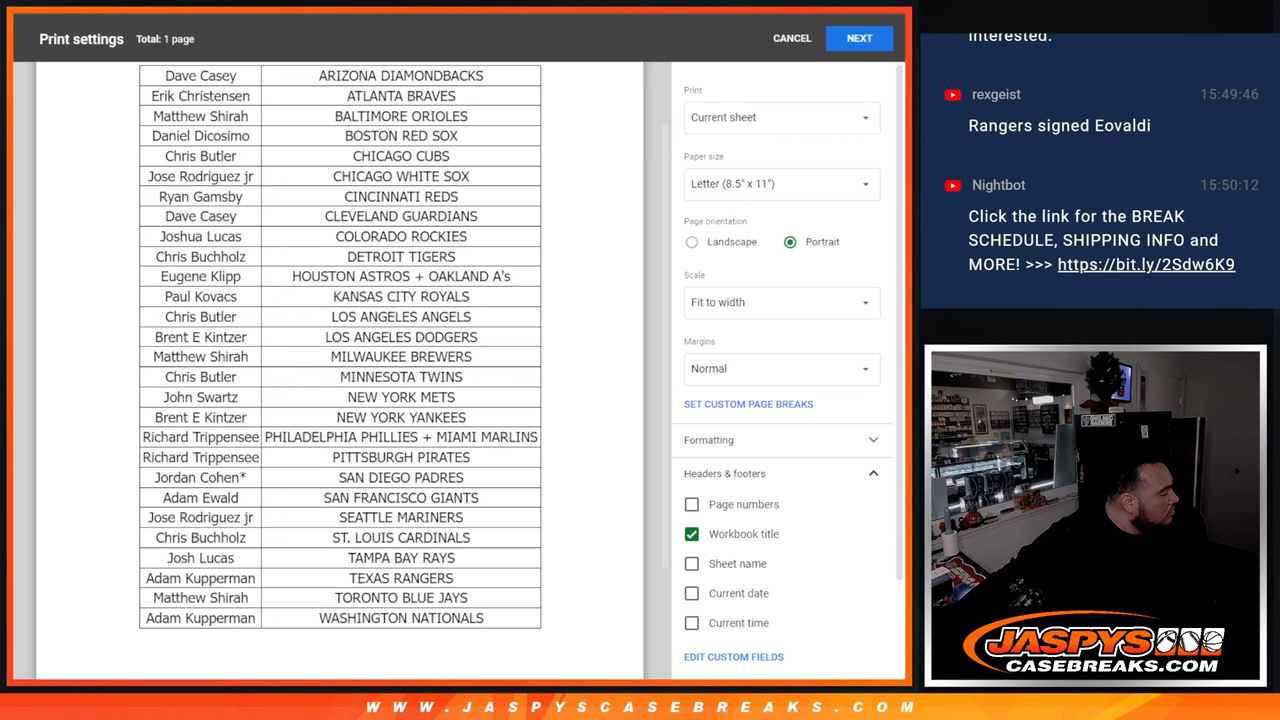 Print settings Total: 1 page CANCEL NEXT
Dave Casey ARIZONA DIAMONDBACKS
Erik Christensen ATLANTA BRAVES
Matthew Shirah BALTIMORE ORIOLES
Daniel Dicosimo BOSTON RED SOX
Chris Butler CHICAGO CUBS
Jose Rodriguez jr CHICAGO WHITE SOX
Ryan Gamsby CINCINNATI REDS
Dave Casey CLEVELAND GUARDIANS
Joshua Lucas COLORADO ROCKIES
Chris Buchholz DETROIT TIGERS
Eugene Klipp HOUSTON ASTROS + OAKLAND A's
Paul Kovacs KANSAS CITY ROYALS
Chris Butler LOS ANGELES ANGELS
Brent E Kintzer LOS ANGELES DODGERS
Matthew Shirah MILWAUKEE BREWERS
Chris Butler MINNESOTA TWINS
John Swartz NEW YORK METS
Brent E Kintzer NEW YORK YANKEES
Richard Trippensee PHILADELPHIA PHILLIES + MIAMI MARLINS
Richard Trippensee PITTSBURGH PIRATES
Jordan Cohen* SAN DIEGO PADRES
Adam Ewald SAN FRANCISCO GIANTS
Jose Rodriguez jr SEATTLE MARINERS
Chris Buchholz ST. LOUIS CARDINALS
Josh Lucas TAMPA BAY RAYS
Adam Kupperman TEXAS RANGERS
Matthew Shirah TORONTO BLUE JAYS
Adam Kupperman WASHINGTON NATIONALS
Print
Current sheet
Paper size
Letter (8.5" x 11")
Page orientation
Landscape Portrait
Scale
Fit to width
Margins
Normal
SET CUSTOM PAGE BREAKS
Formatting
Headers & footers
Page numbers
Workbook title
Sheet name
Current date
Current time
EDIT CUSTOM FIELDS
interested.
rexgeist 15:49:46
Rangers signed Eovaldi
Nightbot 15:50:12
Click the link for the BREAK
SCHEDULE, SHIPPING INFO and
MORE! >>> https://bit.ly/2Sdw6K9
JASPYS
CASEBREAKS.COM
WWW.JASPYSCASEBREAKS.COM